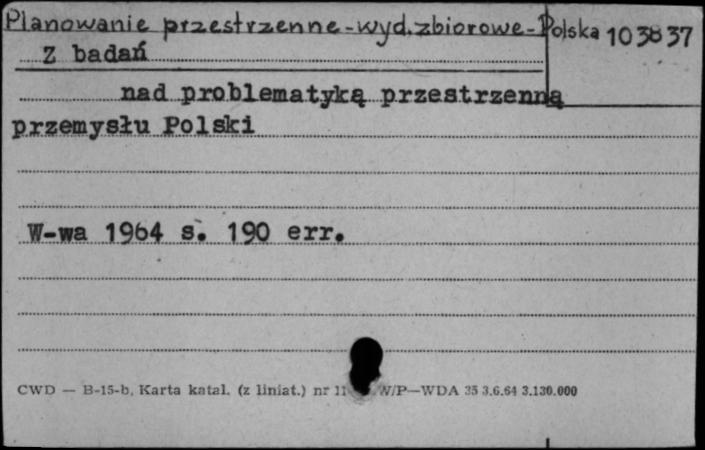 Planowanie przestrzenne - wyd. zbiorowe - Polska 103837
Z badań
nad problematyką przestrzenną
przemysłu Polski
W-wa 1964 s. 190 err.
CWD — B-15-b, Karta katal. (z liniat.) nr 11 W/P—WDA 35 3.6.64 3.130.000